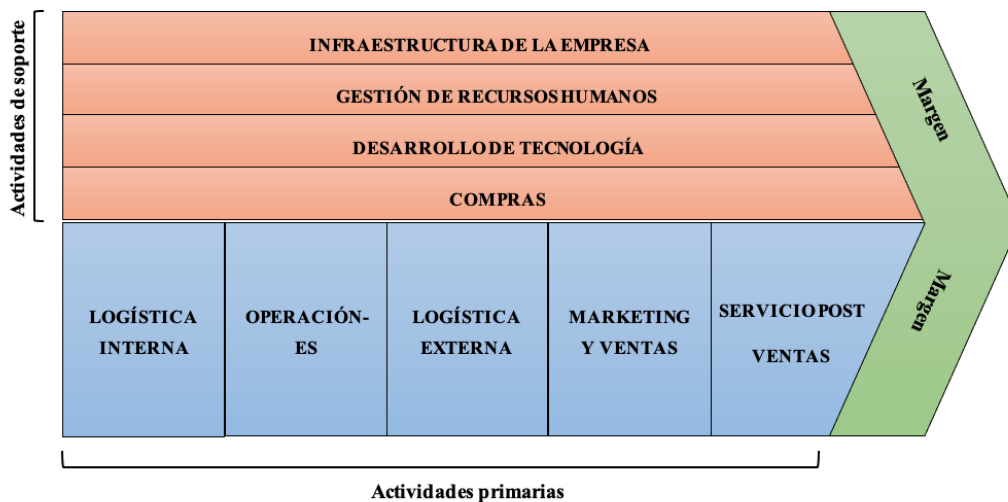 Actividades de soporte
INFRAESTRUCTURA DE LA EMPRESA
GESTIÓN DE RECURSOS HUMANOS
DESARROLLO DE TECNOLOGÍA
COMPRAS
Margen
LOGÍSTICA
INTERNA
OPERACIÓN-
ES
LOGÍSTICA
EXTERNA
MARKETING
Y VENTAS
SERVICIO POST
VENTAS
Margen
Actividades primarias